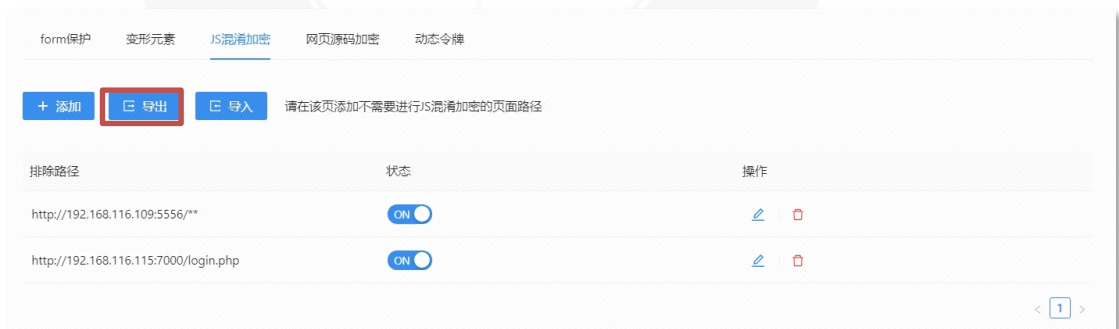 form保护 变形元素 JS混淆加密 网页源码加密 动态令牌
+ 添加 导出 导入 请在该页添加不需要进行JS混淆加密的页面路径
排除路径 状态 操作
http://192.168.116.109:5556/** ON
http://192.168.116.115:7000/login.php ON
< 1 >